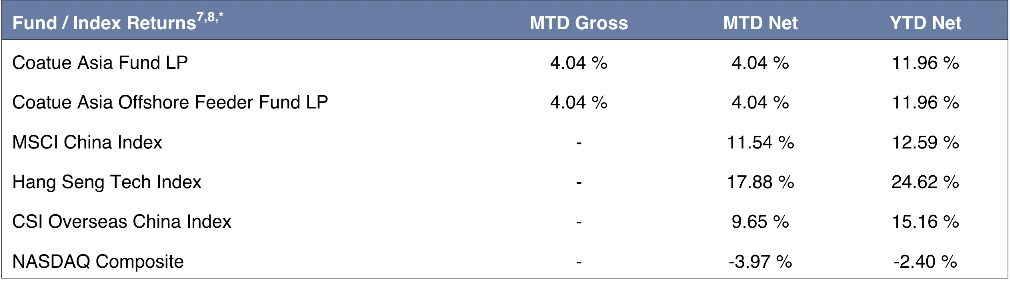 Fund / Index Returns7,8,* MTD Gross MTD Net YTD Net
Coatue Asia Fund LP 4.04 % 4.04 % 11.96 %
Coatue Asia Offshore Feeder Fund LP 4.04 % 4.04 % 11.96 %
MSCI China Index - 11.54 % 12.59 %
Hang Seng Tech Index - 17.88 % 24.62 %
CSI Overseas China Index - 9.65 % 15.16 %
NASDAQ Composite - -3.97 % -2.40 %